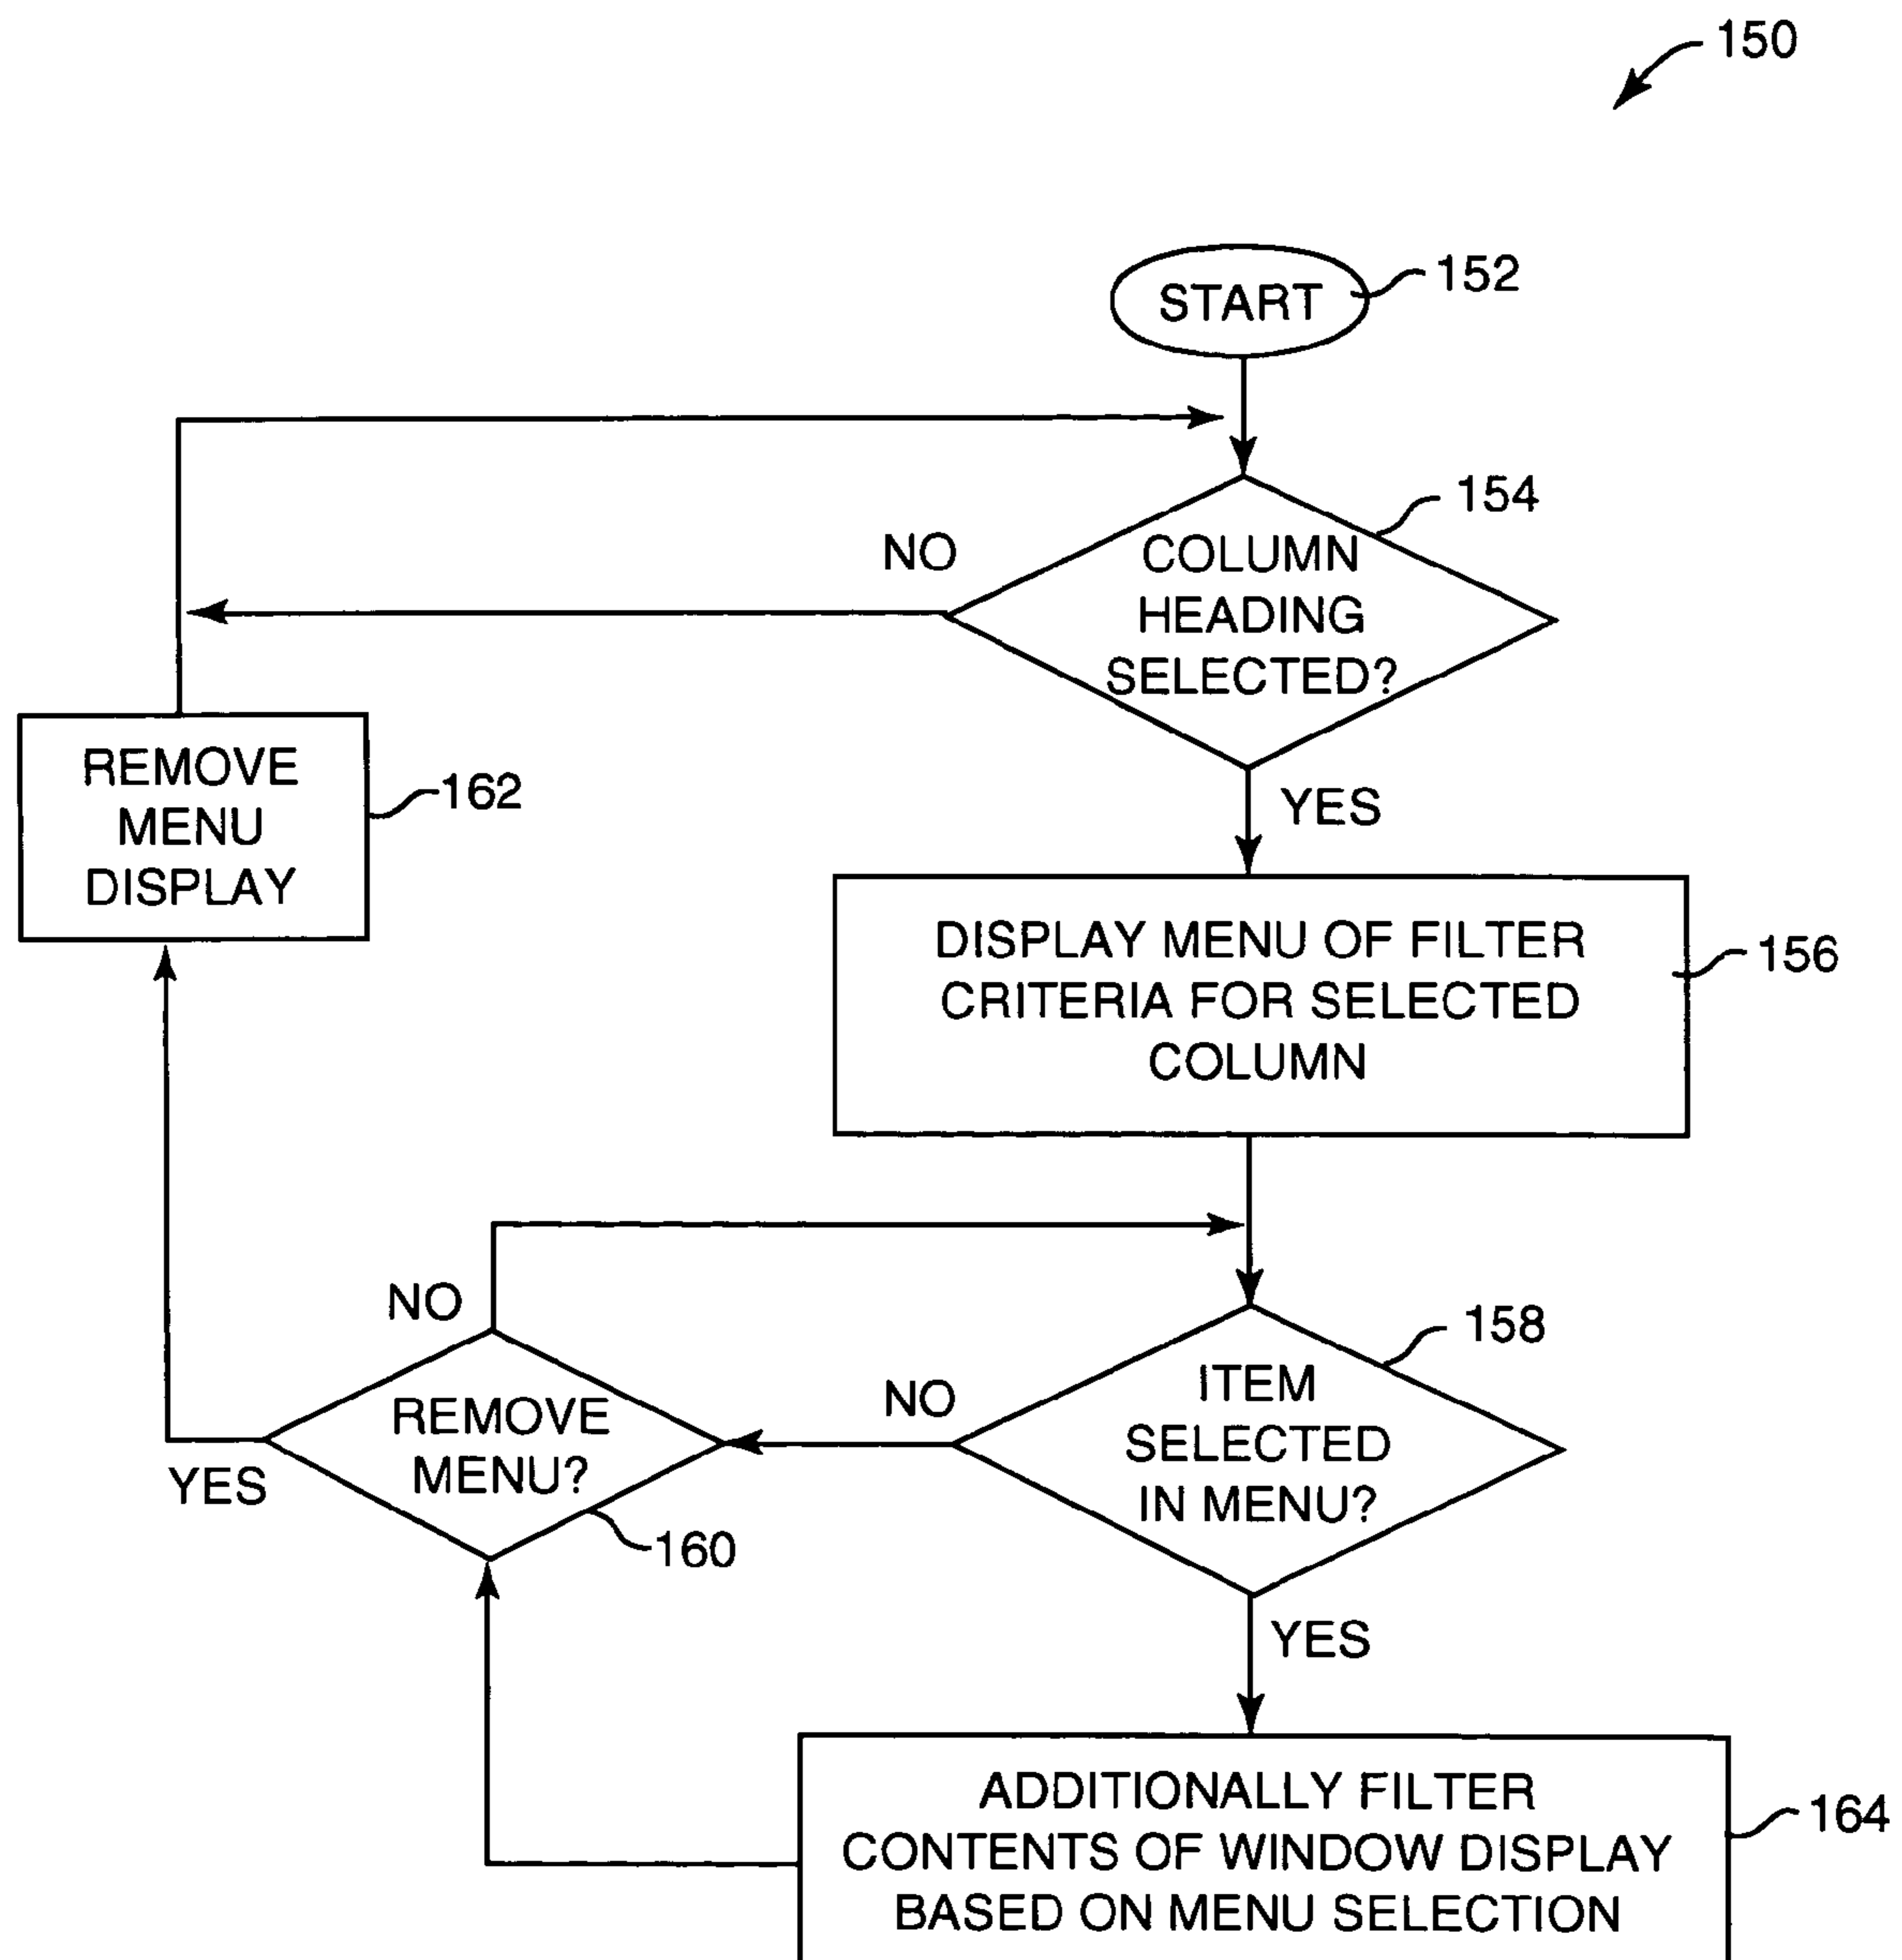 150
START
152
154
NO
COLUMN
HEADING
SELECTED?
YES
REMOVE
MENU
DISPLAY
162
DISPLAY MENU OF FILTER
CRITERIA FOR SELECTED
COLUMN
156
NO
158
ITEM
SELECTED
IN MENU?
NO
REMOVE
MENU?
YES
160
YES
ADDITIONALLY FILTER
CONTENTS OF WINDOW DISPLAY
BASED ON MENU SELECTION
164